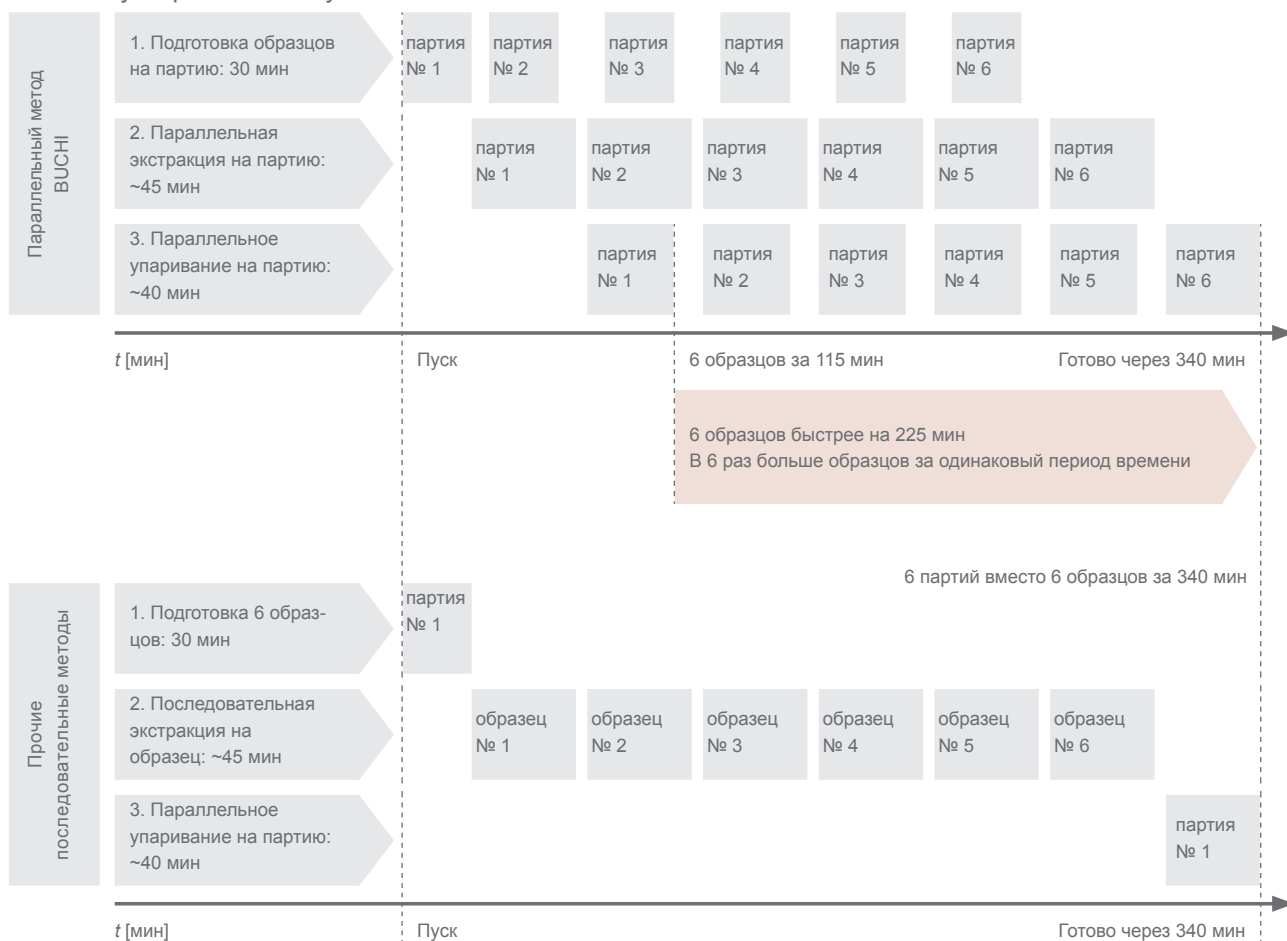 Параллельный метод
BUCHI
1. Подготовка образцов
на партию: 30 мин
партия
№ 1
партия
№ 2
партия
№ 3
партия
№ 4
партия
№ 5
партия
№ 6
2. Параллельная
экстракция на партию:
~45 мин
партия
№ 1
партия
№ 2
партия
№ 3
партия
№ 4
партия
№ 5
партия
№ 6
3. Параллельное
упаривание на партию:
~40 мин
партия
№ 1
партия
№ 2
партия
№ 3
партия
№ 4
партия
№ 5
партия
№ 6
t [мин]
Пуск
6 образцов за 115 мин
Готово через 340 мин
6 образцов быстрее на 225 мин
В 6 раз больше образцов за одинаковый период времени
6 партий вместо 6 образцов за 340 мин
Прочие
последовательные методы
1. Подготовка 6 образ-
цов: 30 мин
партия
№ 1
2. Последовательная
экстракция на
образец: ~45 мин
образец
№ 1
образец
№ 2
образец
№ 3
образец
№ 4
образец
№ 5
образец
№ 6
3. Параллельное
упаривание на партию:
~40 мин
партия
№ 1
t [мин]
Пуск
Готово через 340 мин